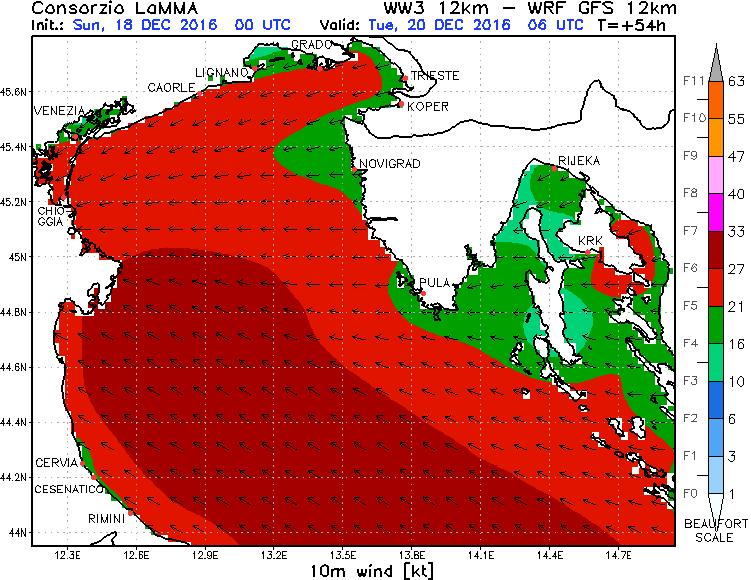 Consorzio LaMMA WW3 12km – WRF GFS 12km
Init.: Sun, 18 DEC 2016 00 UTC Valid: Tue, 20 DEC 2016 06 UTC T=+54h
GRADO
LIGNANO
TRIESTE
CAORLE
KOPER
VENEZIA
NOVIGRAD
RIJEKA
CHIO-
GGIA
KRK
PULA
CERVIA
CESENATICO
RIMINI
45.6N
45.4N
45.2N
45N
44.8N
44.6N
44.4N
44.2N
44N
12.3E 12.6E 12.9E 13.2E 13.5E 13.8E 14.1E 14.4E 14.7E
10m wind [kt]
F11 63
F10 55
F9 47
F8 40
F7 33
F6 27
F5 21
F4 16
F3 10
F2 6
F1 3
F0 1
BEAUFORT
SCALE